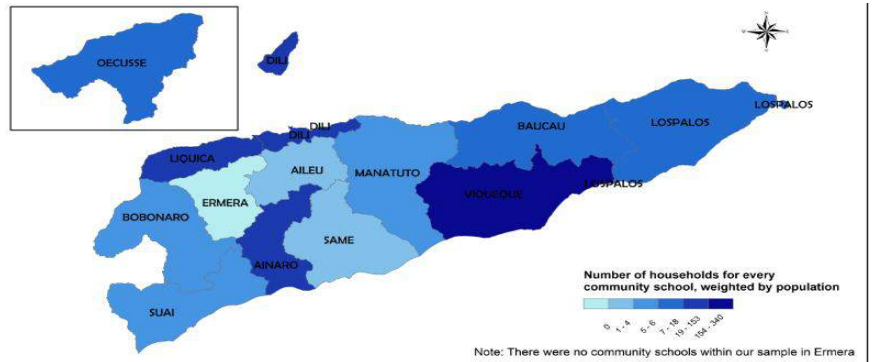 OECUSSE
DILI
LOSPALOS
DILI
DILI
BAUCAU
LOSPALOS
LIQUICA
AILEU
MANATUTO
LOSPALOS
VIQUEQUE
ERMERA
BOBONARO
SAME
AINARO
SUAI
Number of households for every
community school, weighted by population
0
1 - 4
5 - 6
7 - 18
19 - 153
154 - 340
Note: There were no community schools within our sample in Ermera